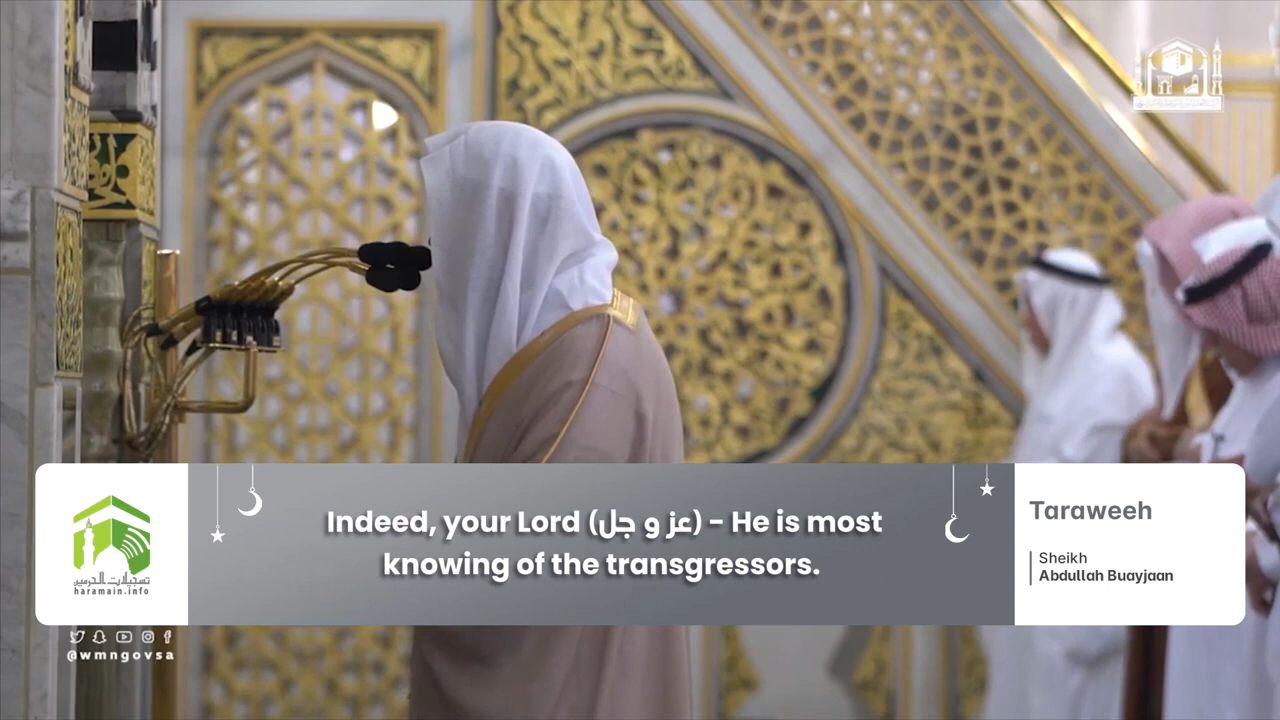 Indeed, your Lord (عز و جل) – He is most
knowing of the transgressors.
Taraweeh
Sheikh
Abdullah Buayjaan
تسجيلات الحرمين
haramain.info
@wmngovsa